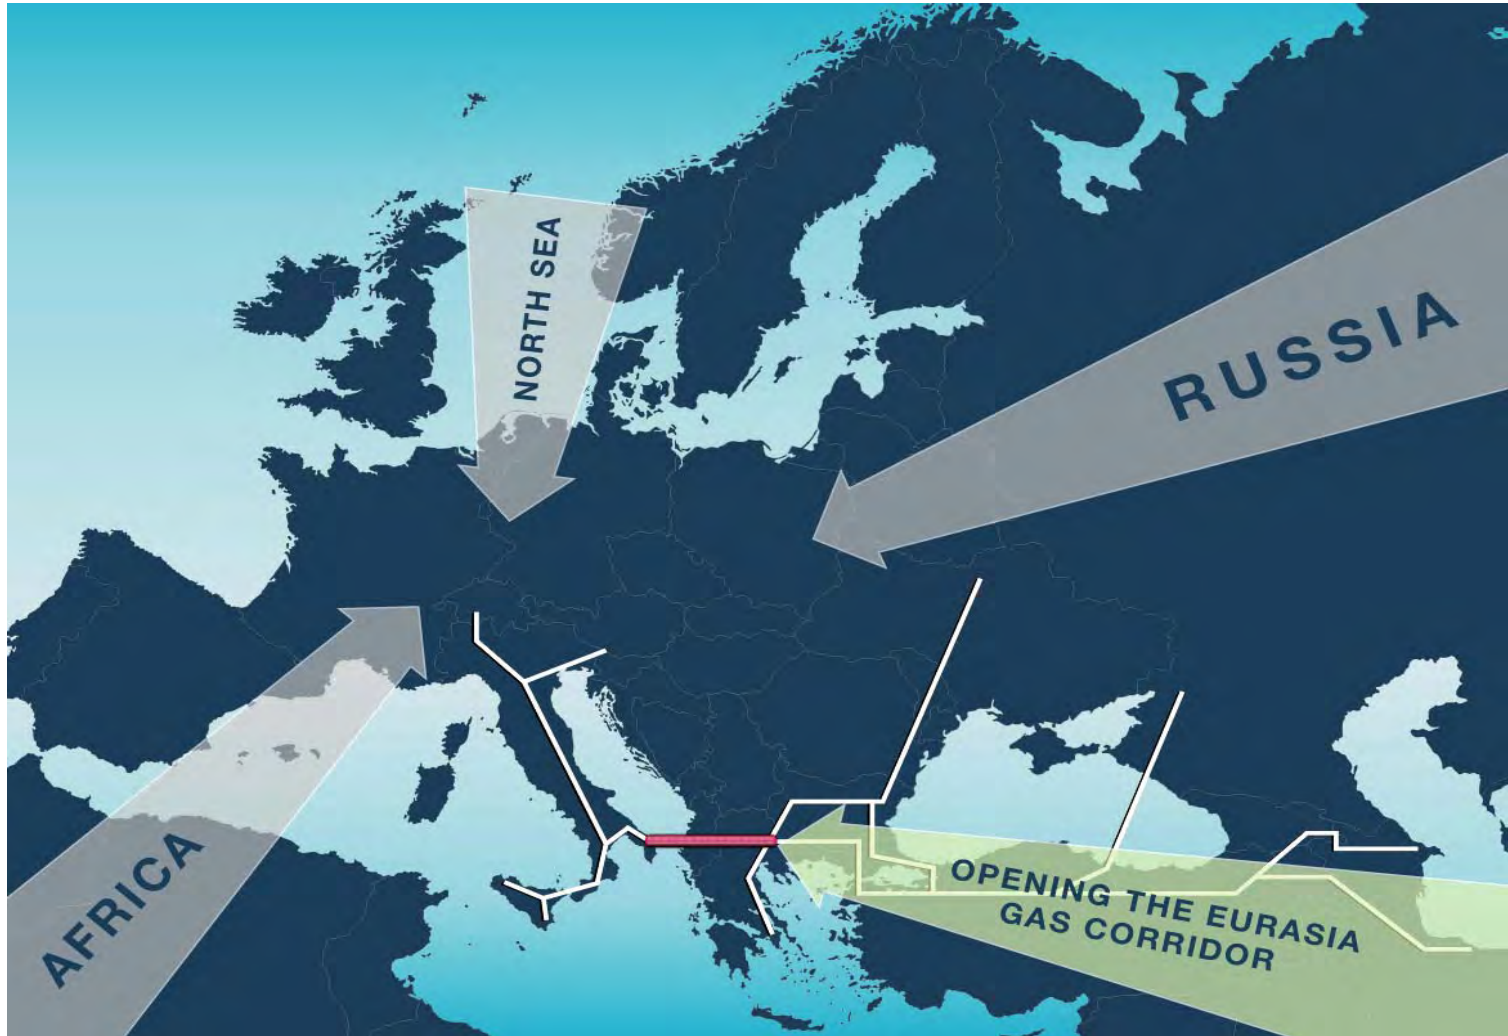 NORTH SEA
RUSSIA
AFRICA
OPENING THE EURASIA
GAS CORRIDOR